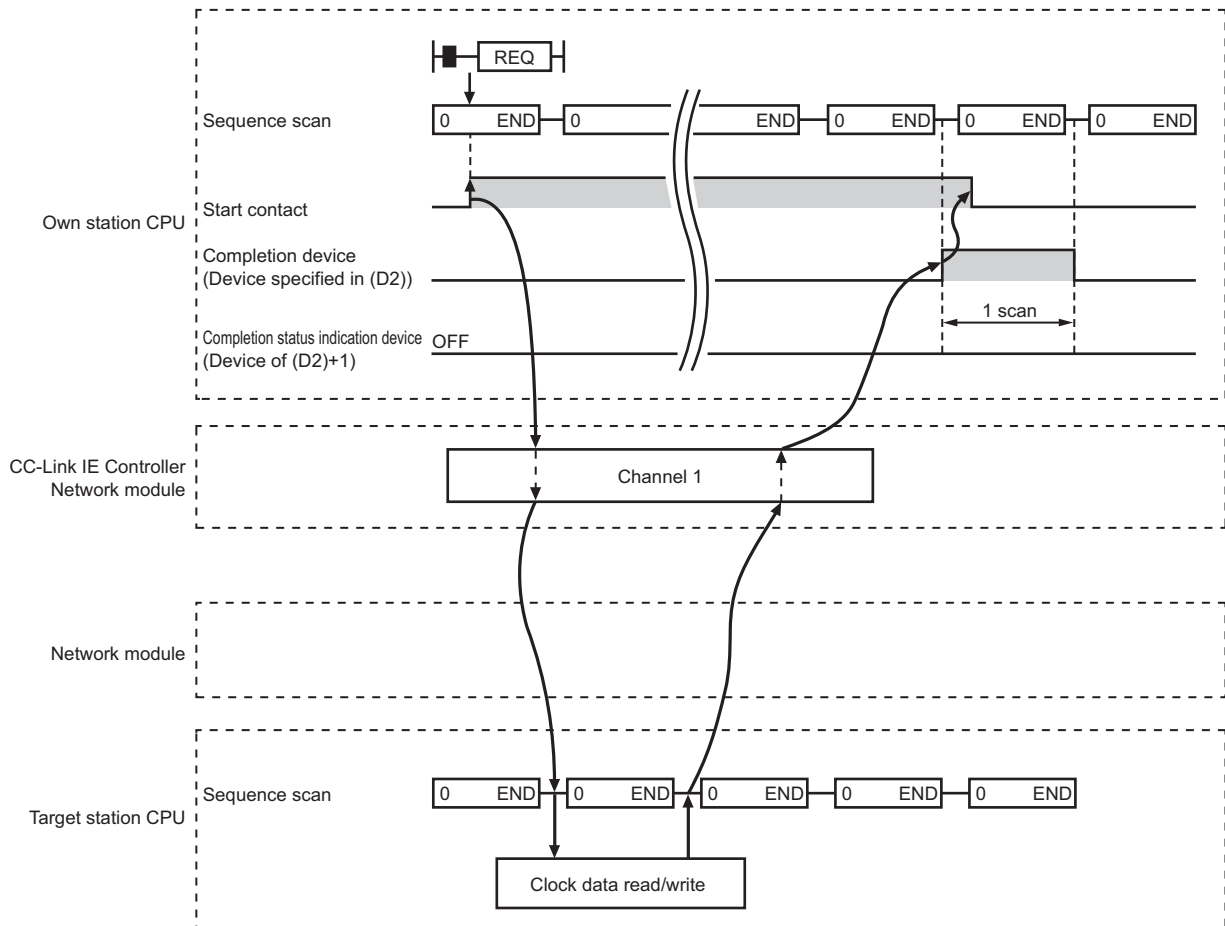 REQ
Sequence scan
0 END 0 END 0 END 0 END 0 END
Own station CPU
Start contact
Completion device
(Device specified in (D2))
1 scan
Completion status indication device OFF
(Device of (D2)+1)
CC-Link IE Controller
Network module
Channel 1
Network module
Sequence scan
0 END 0 END 0 END 0 END 0 END
Target station CPU
Clock data read/write